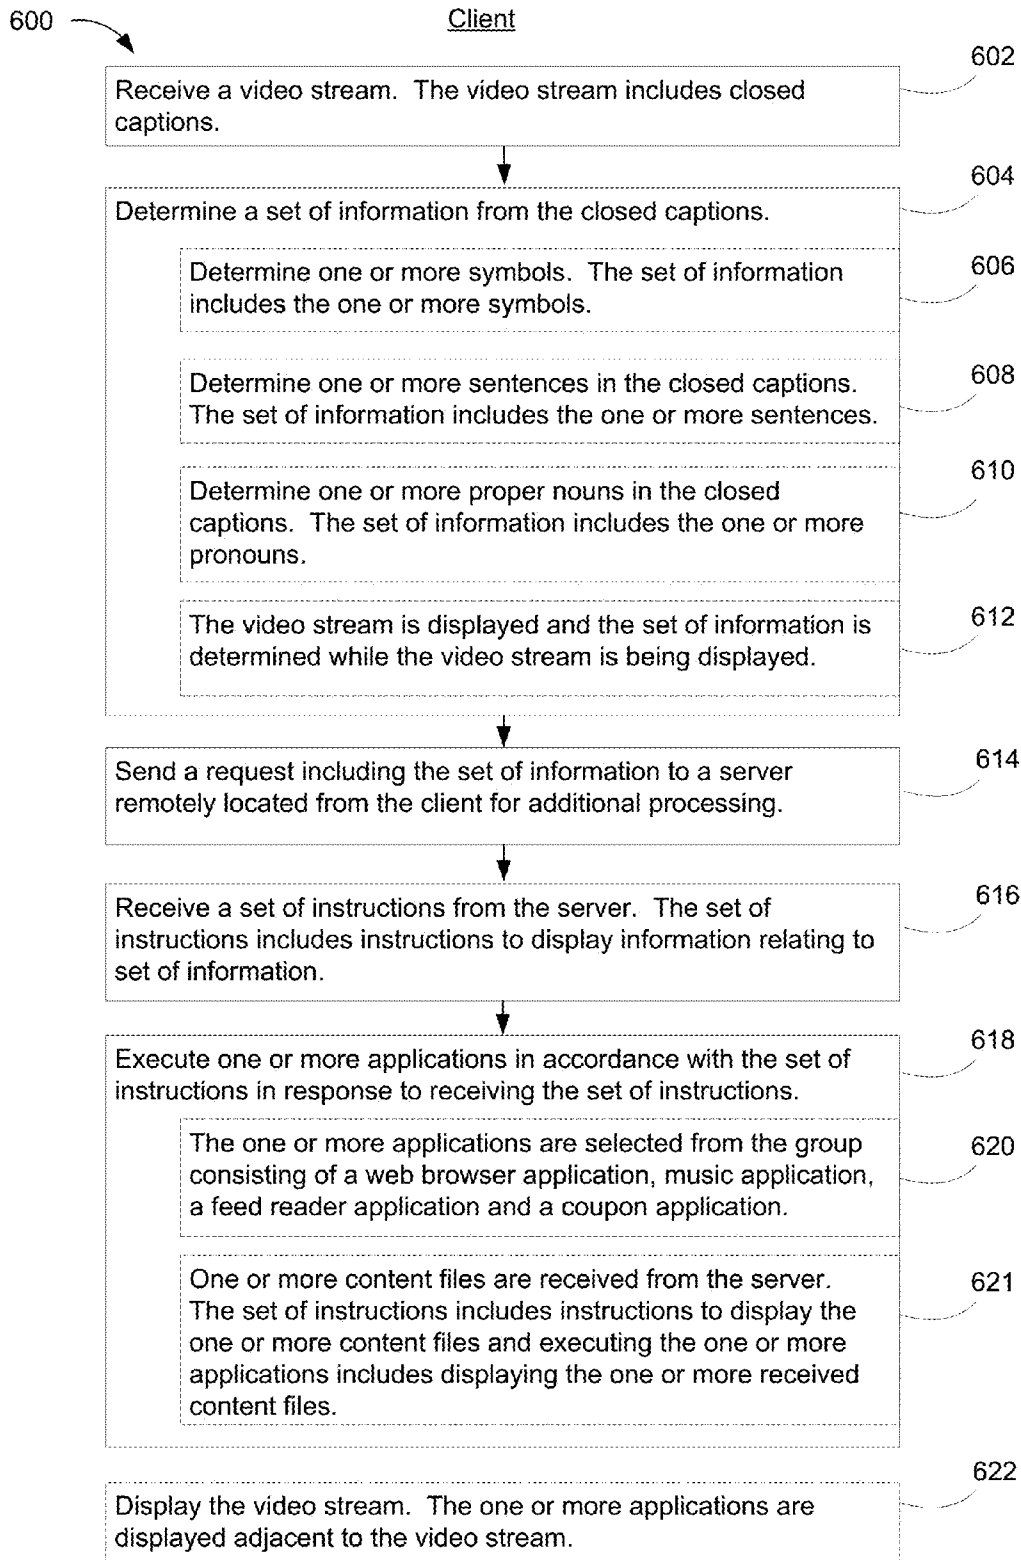 600
Client
602
Receive a video stream. The video stream includes closed
captions.
604
Determine a set of information from the closed captions.
606
Determine one or more symbols. The set of information
includes the one or more symbols.
608
Determine one or more sentences in the closed captions.
The set of information includes the one or more sentences.
610
Determine one or more proper nouns in the closed
captions. The set of information includes the one or more
pronouns.
612
The video stream is displayed and the set of information is
determined while the video stream is being displayed.
614
Send a request including the set of information to a server
remotely located from the client for additional processing.
616
Receive a set of instructions from the server. The set of
instructions includes instructions to display information relating to
set of information.
618
Execute one or more applications in accordance with the set of
instructions in response to receiving the set of instructions.
620
The one or more applications are selected from the group
consisting of a web browser application, music application,
a feed reader application and a coupon application.
621
One or more content files are received from the server.
The set of instructions includes instructions to display the
one or more content files and executing the one or more
applications includes displaying the one or more received
content files.
622
Display the video stream. The one or more applications are
displayed adjacent to the video stream.